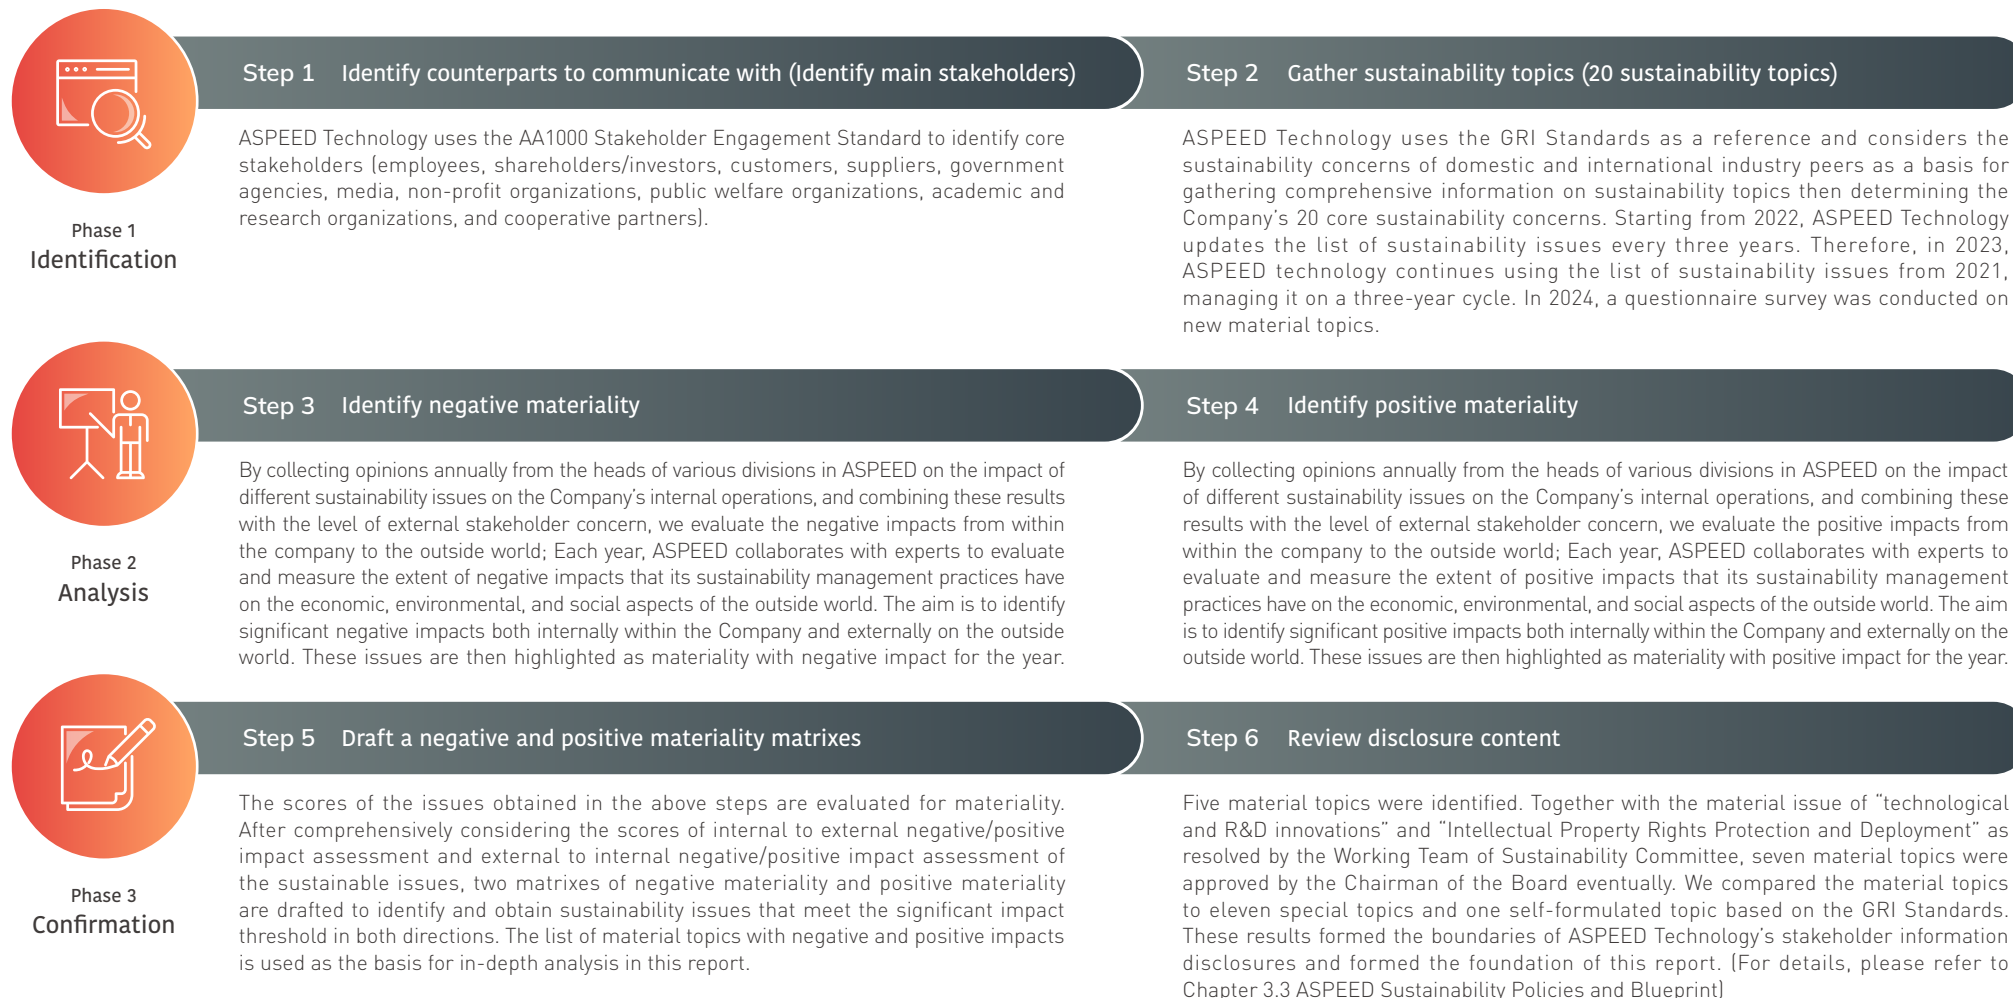 Phase 1
Identification
Step 1 Identify counterparts to communicate with (Identify main stakeholders)
ASPEED Technology uses the AA1000 Stakeholder Engagement Standard to identify core
stakeholders (employees, shareholders/investors, customers, suppliers, government
agencies, media, non-profit organizations, public welfare organizations, academic and
research organizations, and cooperative partners).
Step 2 Gather sustainability topics (20 sustainability topics)
ASPEED Technology uses the GRI Standards as a reference and considers the
sustainability concerns of domestic and international industry peers as a basis for
gathering comprehensive information on sustainability topics then determining the
Company's 20 core sustainability concerns. Starting from 2022, ASPEED Technology
updates the list of sustainability issues every three years. Therefore, in 2023,
ASPEED technology continues using the list of sustainability issues from 2021,
managing it on a three-year cycle. In 2024, a questionnaire survey was conducted on
new material topics.
Phase 2
Analysis
Step 3 Identify negative materiality
By collecting opinions annually from the heads of various divisions in ASPEED on the impact of
different sustainability issues on the Company's internal operations, and combining these results
with the level of external stakeholder concern, we evaluate the negative impacts from within
the company to the outside world; Each year, ASPEED collaborates with experts to evaluate
and measure the extent of negative impacts that its sustainability management practices have
on the economic, environmental, and social aspects of the outside world. The aim is to identify
significant negative impacts both internally within the Company and externally on the outside
world. These issues are then highlighted as materiality with negative impact for the year.
Step 4 Identify positive materiality
By collecting opinions annually from the heads of various divisions in ASPEED on the impact
of different sustainability issues on the Company's internal operations, and combining these
results with the level of external stakeholder concern, we evaluate the positive impacts from
within the company to the outside world; Each year, ASPEED collaborates with experts to
evaluate and measure the extent of positive impacts that its sustainability management
practices have on the economic, environmental, and social aspects of the outside world. The aim
is to identify significant positive impacts both internally within the Company and externally on the
outside world. These issues are then highlighted as materiality with positive impact for the year.
Phase 3
Confirmation
Step 5 Draft a negative and positive materiality matrixes
The scores of the issues obtained in the above steps are evaluated for materiality.
After comprehensively considering the scores of internal to external negative/positive
impact assessment and external to internal negative/positive impact assessment of
the sustainable issues, two matrixes of negative materiality and positive materiality
are drafted to identify and obtain sustainability issues that meet the significant impact
threshold in both directions. The list of material topics with negative and positive impacts
is used as the basis for in-depth analysis in this report.
Step 6 Review disclosure content
Five material topics were identified. Together with the material issue of "technological
and R&D innovations" and "Intellectual Property Rights Protection and Deployment" as
resolved by the Working Team of Sustainability Committee, seven material topics were
approved by the Chairman of the Board eventually. We compared the material topics
to eleven special topics and one self-formulated topic based on the GRI Standards.
These results formed the boundaries of ASPEED Technology's stakeholder information
disclosures and formed the foundation of this report. (For details, please refer to
Chapter 3.3 ASPEED Sustainability Policies and Blueprint)